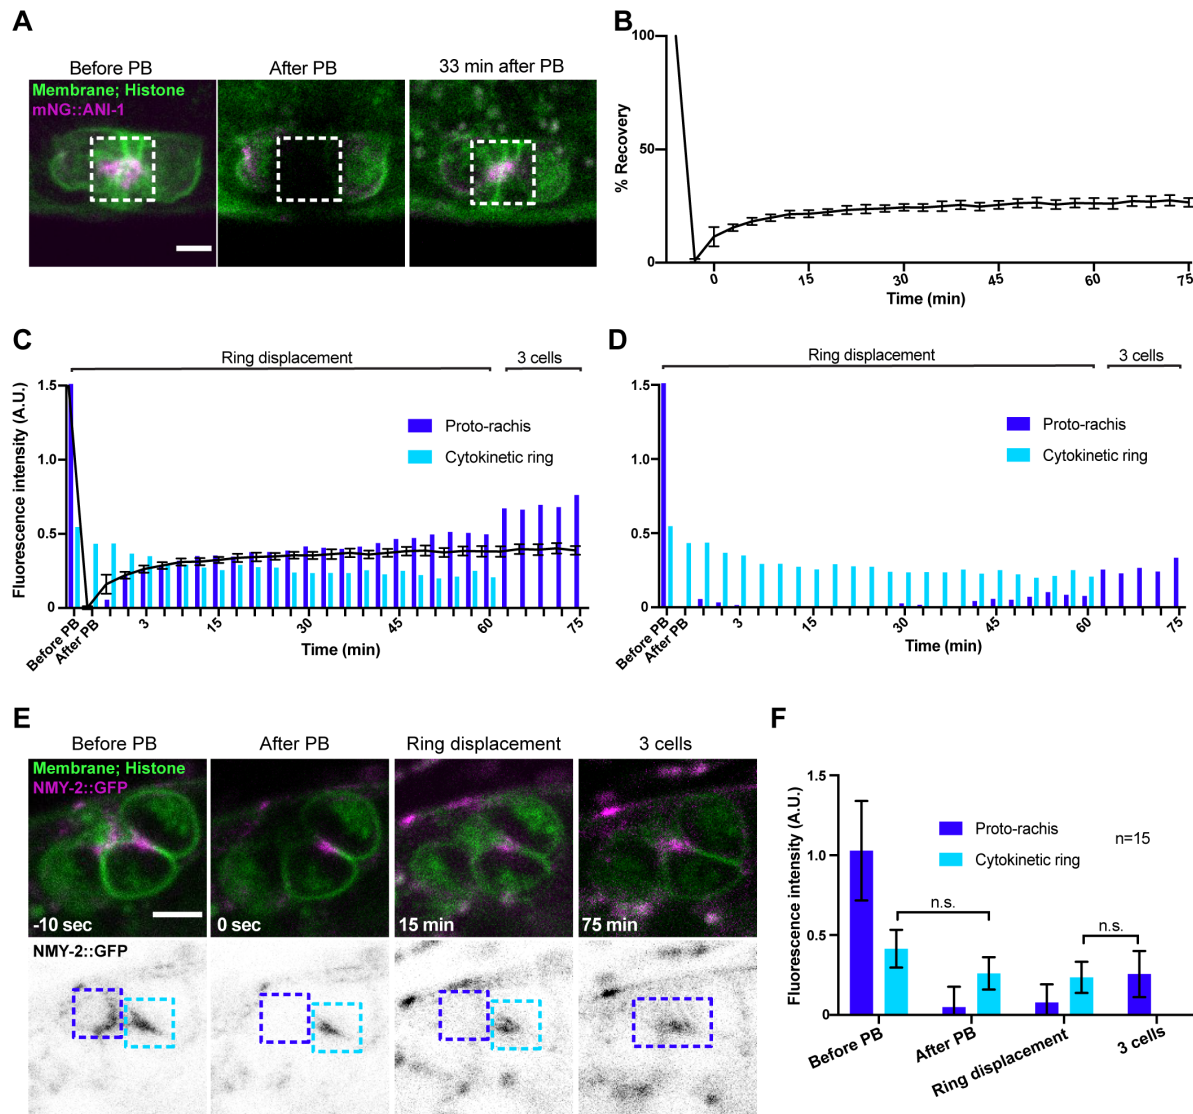 A
Before PB
After PB
33 min after PB
Membrane; Histone
mNG::ANI-1
B
100
50
0
% Recovery
0
15
30
45
60
75
Time (min)
C
Ring displacement
3 cells
1.5
1.0
0.5
0
Fluorescence intensity (A.U.)
Proto-rachis
Cytokinetic ring
Before PB
After PB
3
15
30
45
60
75
Time (min)
D
Ring displacement
3 cells
1.5
1.0
0.5
0
Proto-rachis
Cytokinetic ring
Before PB
After PB
3
15
30
45
60
75
Time (min)
E
Before PB
After PB
Ring displacement
3 cells
Membrane; Histone
NMY-2::GFP
-10 sec
0 sec
15 min
75 min
NMY-2::GFP
F
1.5
1.0
0.5
0
Fluorescence intensity (A.U.)
Proto-rachis
Cytokinetic ring
n=15
n.s.
n.s.
Before PB
After PB
Ring displacement
3 cells